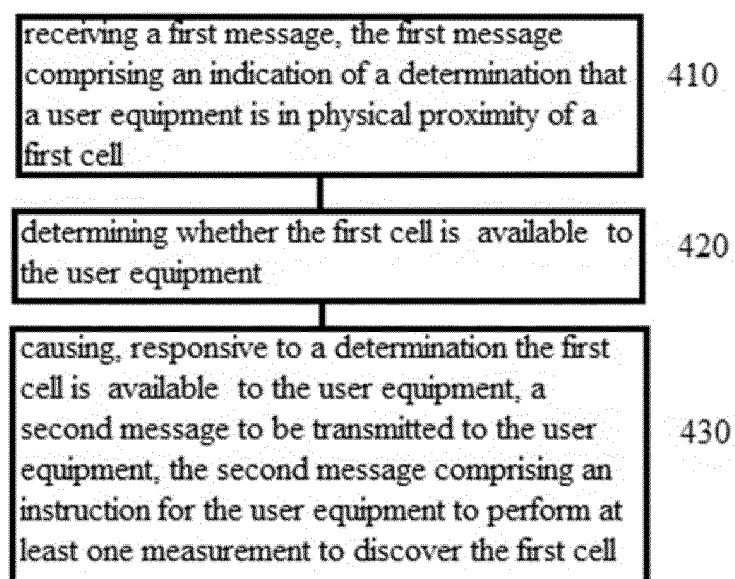 receiving a first message, the first message
comprising an indication of a determination that
a user equipment is in physical proximity of a
first cell
410
determining whether the first cell is available to
the user equipment
420
causing, responsive to a determination the first
cell is available to the user equipment, a
second message to be transmitted to the user
equipment, the second message comprising an
instruction for the user equipment to perform at
least one measurement to discover the first cell
430